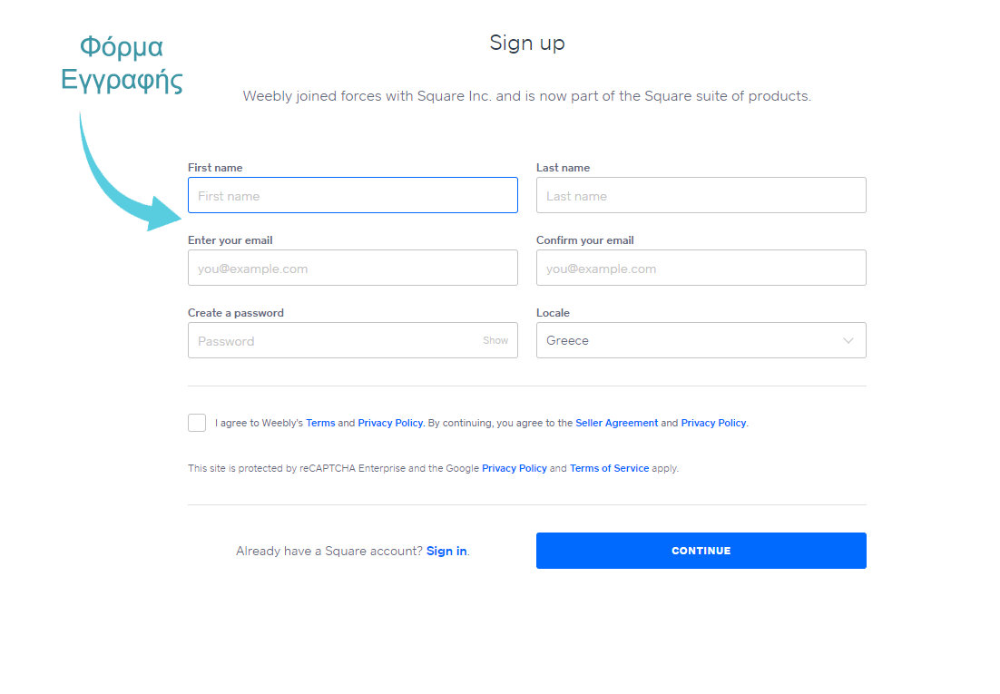 Φόρμα
Εγγραφής
Sign up
Weebly joined forces with Square Inc. and is now part of the Square suite of products.
First name
Last name
First name
Last name
Enter your email
Confirm your email
you@example.com
you@example.com
Create a password
Locale
Password
Show
Greece
I agree to Weebly's Terms and Privacy Policy. By continuing, you agree to the Seller Agreement and Privacy Policy.
This site is protected by reCAPTCHA Enterprise and the Google Privacy Policy and Terms of Service apply.
Already have a Square account? Sign in.
CONTINUE